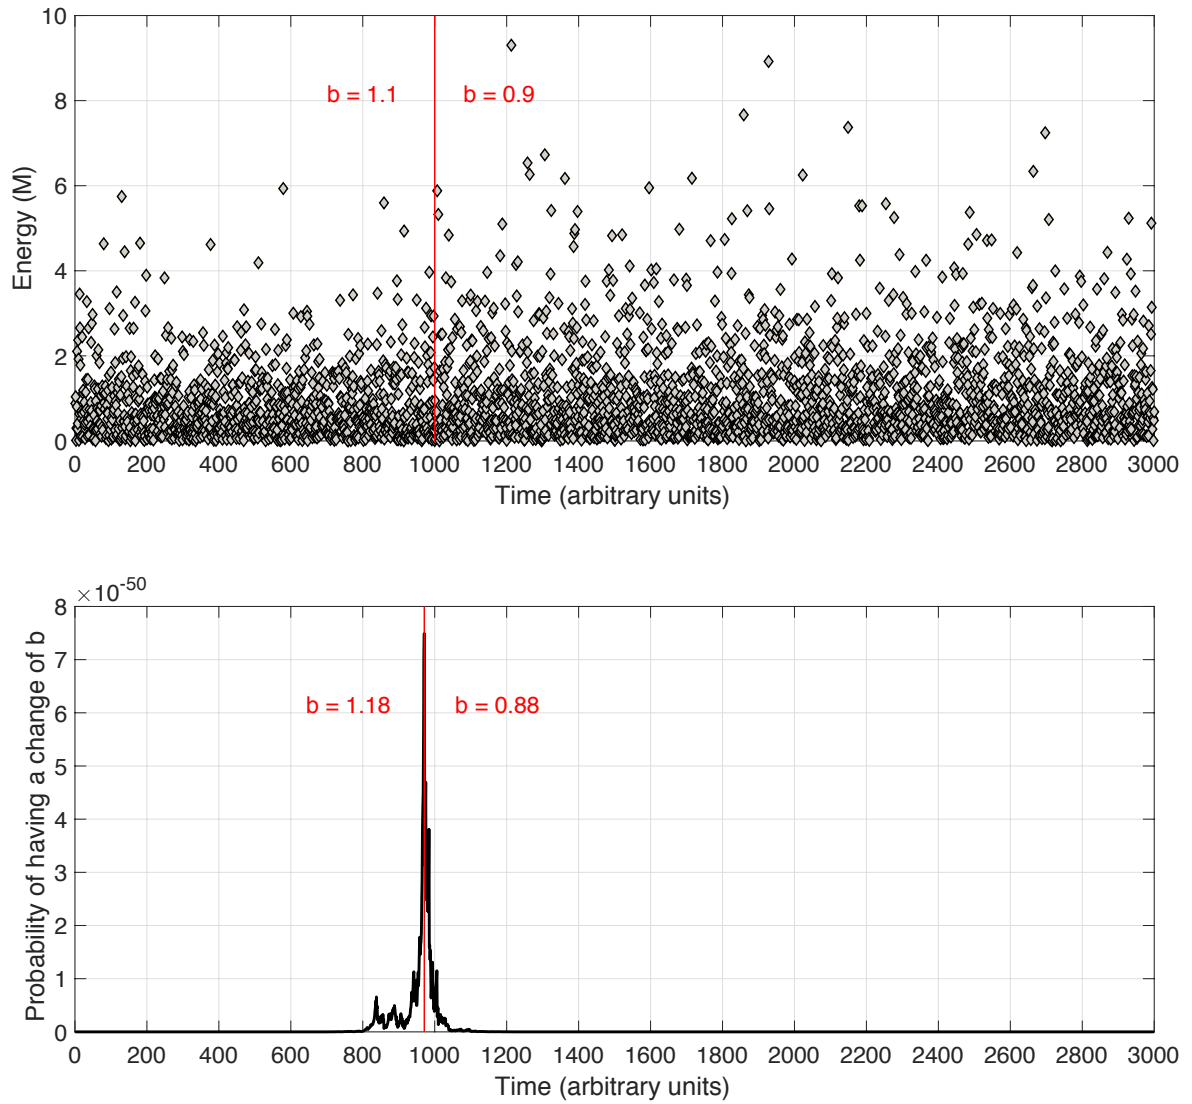 10
8
6
4
2
0
Energy (M)
b = 1.1
b = 0.9
0 200 400 600 800 1000 1200 1400 1600 1800 2000 2200 2400 2600 2800 3000
Time (arbitrary units)
×10-50
8
7
6
5
4
3
2
1
0
Probability of having a change of b
b = 1.18
b = 0.88
0 200 400 600 800 1000 1200 1400 1600 1800 2000 2200 2400 2600 2800 3000
Time (arbitrary units)